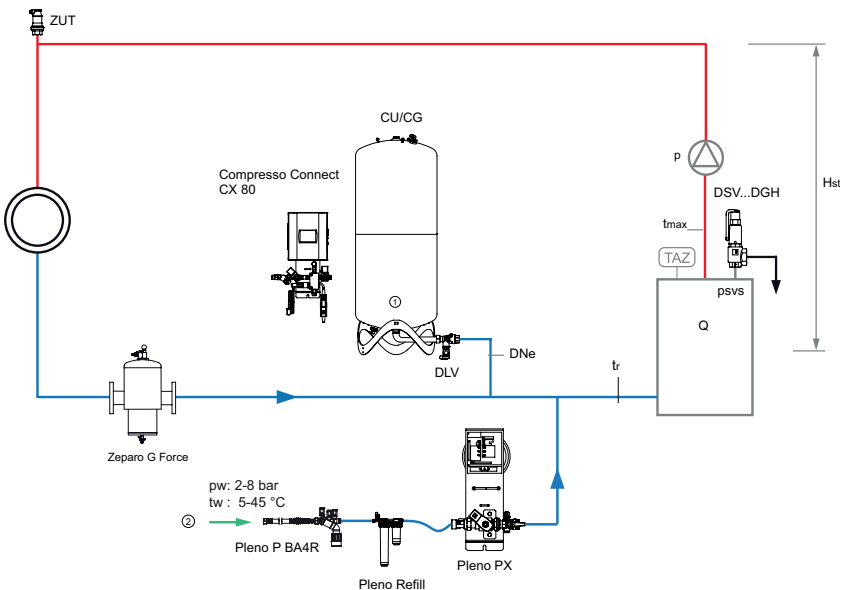 ZUT
CU/CG
Compresso Connect
CX 80
p
Hst
DSV...DGH
tmax
TAZ
psvs
①
Q
DLV
DNe
tr
Zeparo G Force
pw: 2-8 bar
tw : 5-45 °C
②
Pleno P BA4R
Pleno Refill
Pleno PX